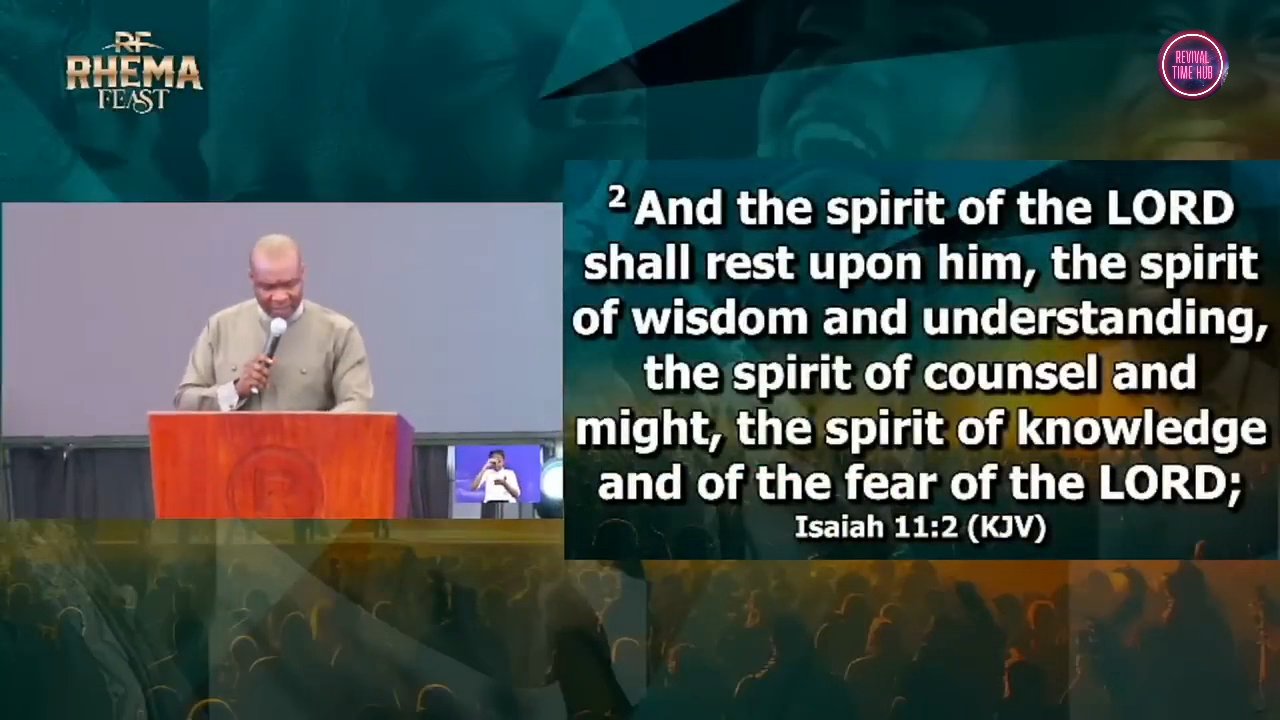 RF
RHEMA
FEAST
REVIVAL
TIME HUB
2 And the spirit of the LORD
shall rest upon him, the spirit
of wisdom and understanding,
the spirit of counsel and
might, the spirit of knowledge
and of the fear of the LORD;
Isaiah 11:2 (KJV)